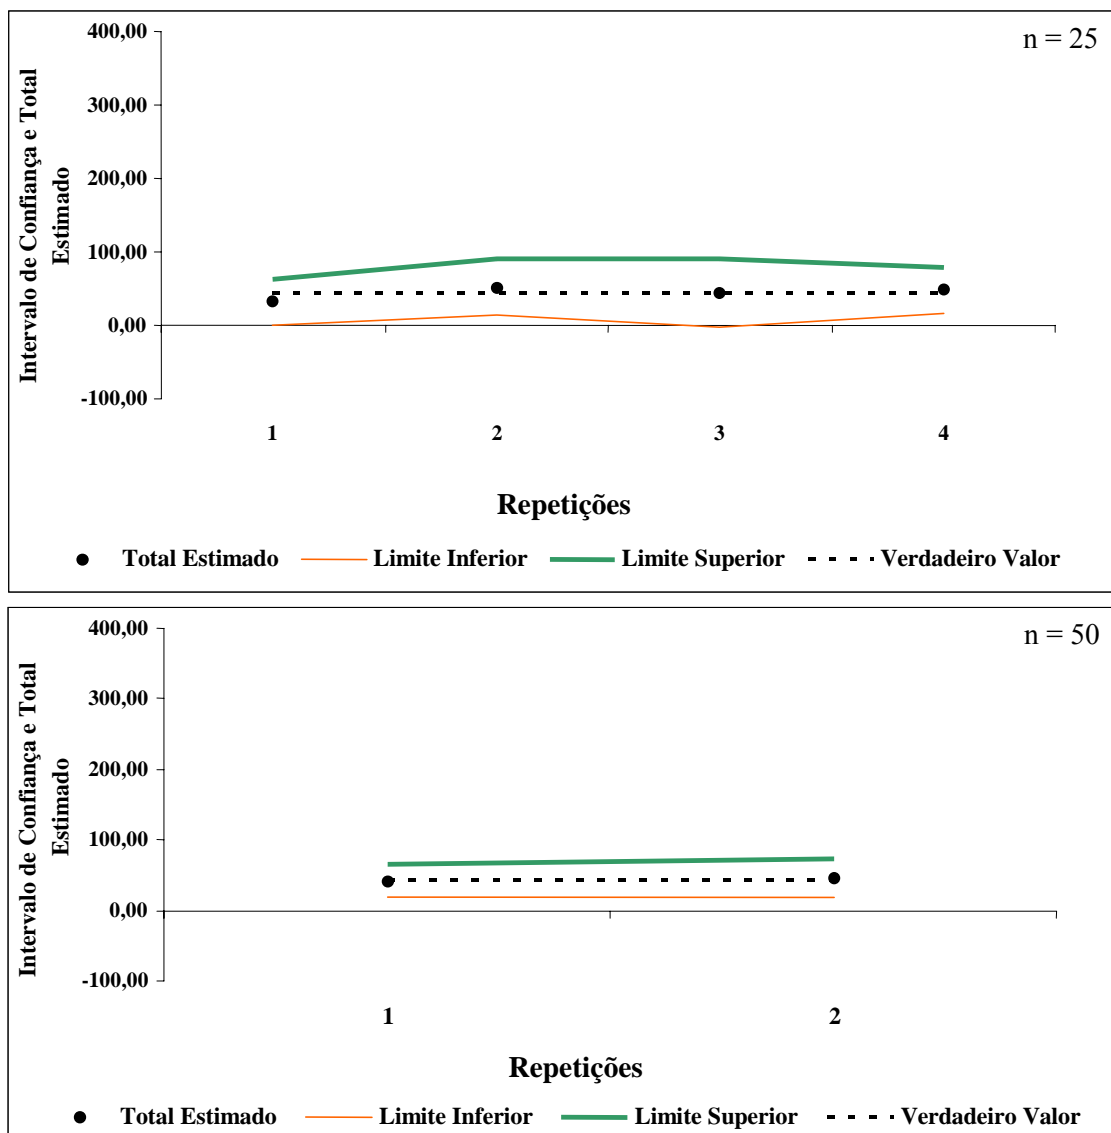 n = 25
Intervalo de Confiança e Total
Estimado
400,00
300,00
200,00
100,00
0,00
-100,00
1 2 3 4
Repetições
Total Estimado Limite Inferior Limite Superior Verdadeiro Valor
n = 50
Intervalo de Confiança e Total
Estimado
400,00
300,00
200,00
100,00
0,00
-100,00
1 2
Repetições
Total Estimado Limite Inferior Limite Superior Verdadeiro Valor